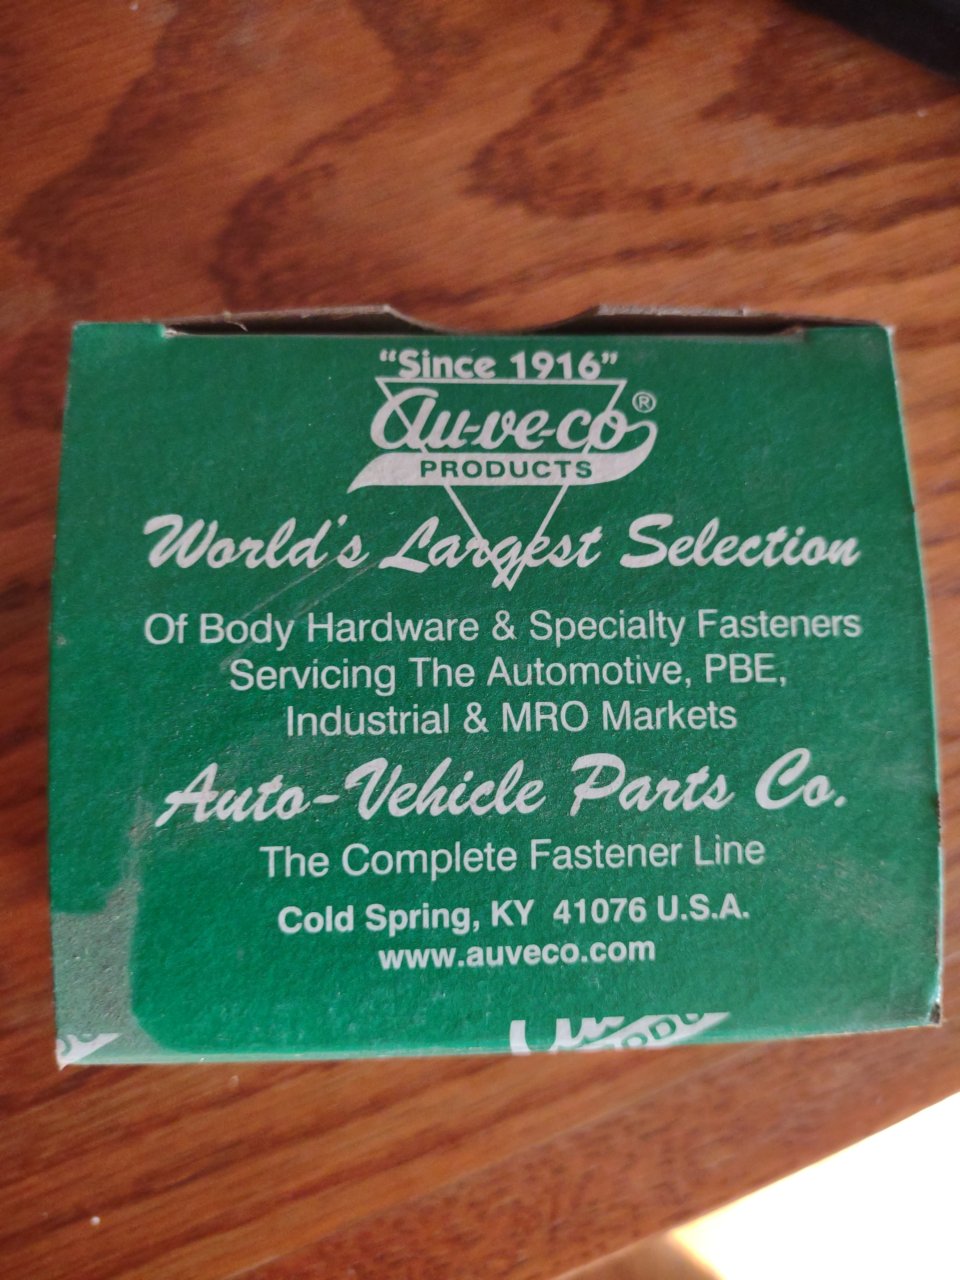 "Since 1916"
Au-ve-co®
PRODUCTS
World's Largest Selection
Of Body Hardware & Specialty Fasteners
Servicing The Automotive, PBE,
Industrial & MRO Markets
Auto-Vehicle Parts Co.
The Complete Fastener Line
Cold Spring, KY 41076 U.S.A.
www.auveco.com